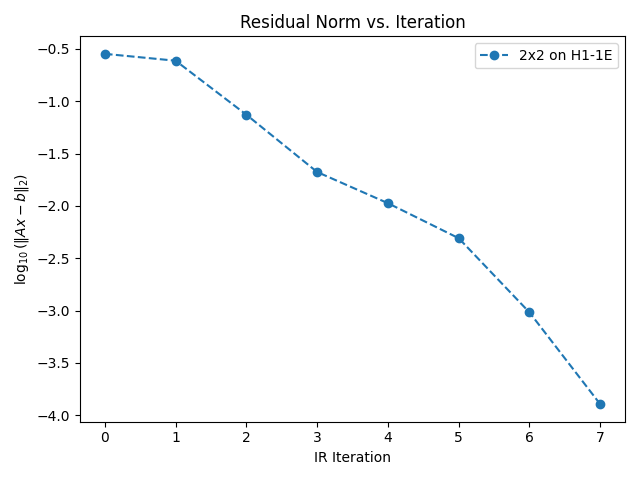 Residual Norm vs. Iteration
2x2 on H1-1E
−0.5
−1.0
−1.5
−2.0
−2.5
−3.0
−3.5
−4.0
log₁₀(‖Ax − b‖₂)
0 1 2 3 4 5 6 7
IR Iteration